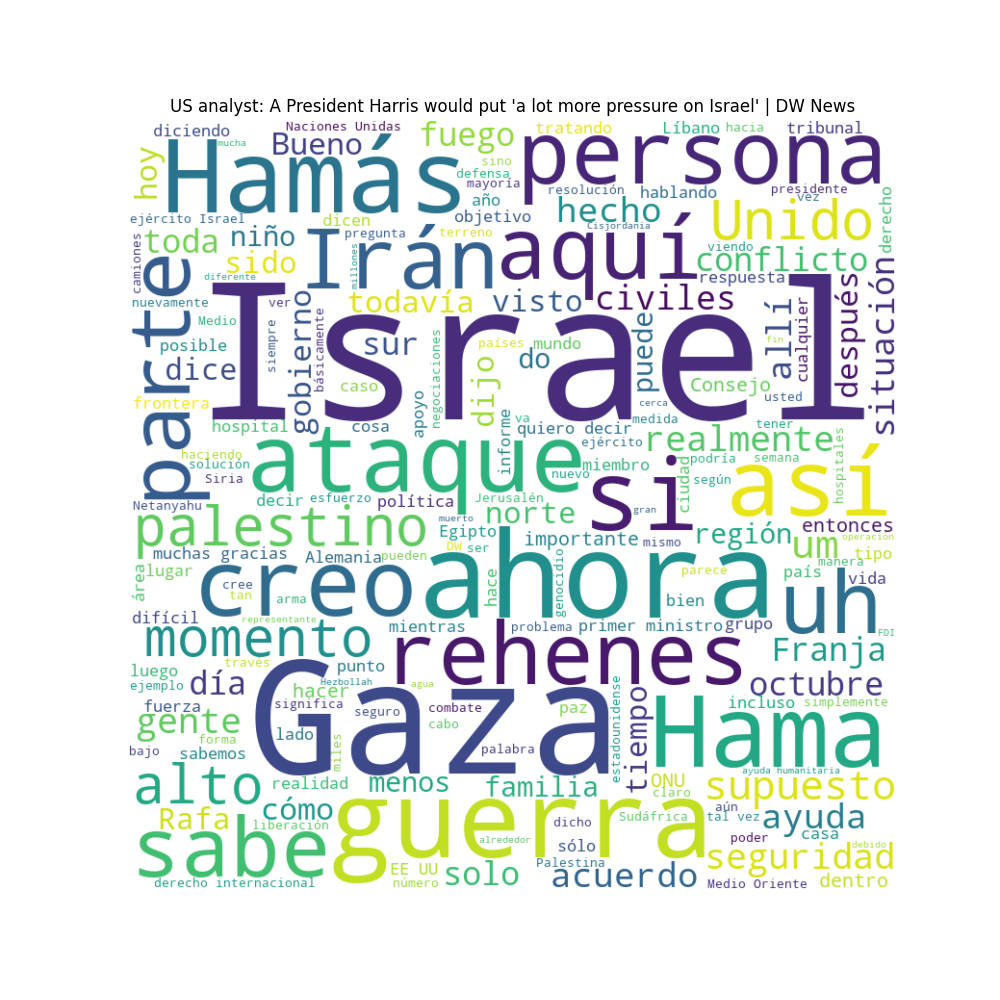 US analyst: A President Harris would put 'a lot more pressure on Israel' | DW News
diciendo
Naciones Unidas
mucha
Bueno
fuego
tratando
Líbano
hacia
tribunal
hoy
Hamás
sino
defensa
mayoría
persona
resolución
hablando
presidente
vez
año
objetivo
hecho
Cisjordania
Unido
derecho
ejército Israel
dicen
pregunta
terreno
toda
niño
Irán
millones
aquí
viendo
conflicto
camiones
parte
sido
diferente
respuesta
nuevamente
ver
todavía
visto
civiles
después
situación
Medio
siempre
gobierno
básicamente
Israel
posible
dice
sur
negociaciones
dijo
países
mundo
do
puede
allí
cualquier
fin
frontera
caso
apoyo
cerca
Consejo
usted
hospital
cosa
informe
va
quiero decir
medida
tener
haciendo
solución
Siria
ataque
ejército
realmente
miembro
nuevo
si
ciudad
podría
semana
según
así
hospitales
Netanyahu
decir
esfuerzo
política
Jerusalén
norte
gran
palestino
muerto
Egipto
importante
región
entonces
operación
muchas gracias
Alemania
pueden
DW
ser
mismo
um
tipo
manera
área
lugar
cree
tan
arma
creo
ahora
hace
genocidio
parece
bien
país
uh
vida
difícil
representante
mientras
problema
primer ministro
grupo
FDI
momento
rehenes
Franja
luego
ejemplo
través
punto
Hezbollah
agua
día
hacer
significa
Gaza
paz
estadounidense
tiempo
octubre
incluso
simplemente
fuerza
gente
forma
lado
seguro
combate
cabo
Hama
bajo
sabemos
miles
palabra
ayuda humanitaria
alto
realidad
menos
familia
ONU
claro
supuesto
Rafa
cómo
liberación
guerra
dicho
Sudáfrica
aún
tal vez
ayuda
sabe
alrededor
sólo
poder
casa
debido
EE UU
Palestina
seguridad
derecho internacional
número
solo
acuerdo
Medio Oriente
dentro